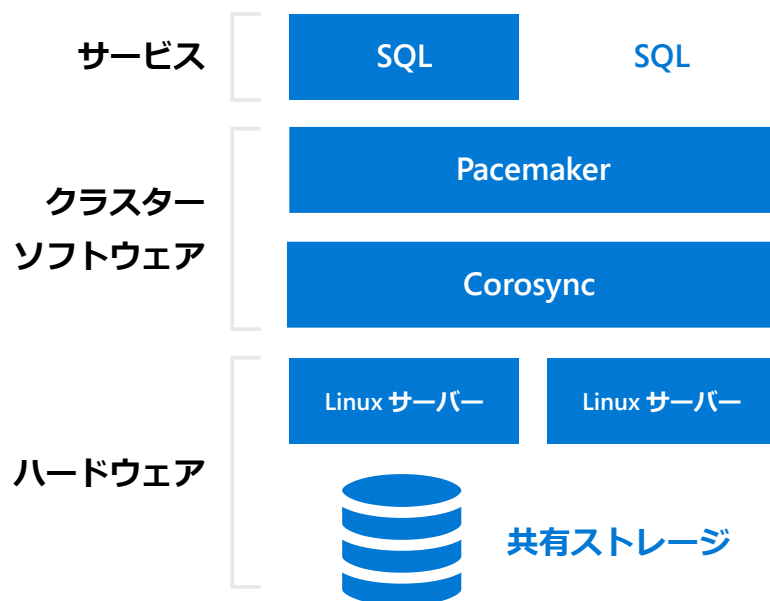 サービス
SQL
SQL
クラスター
ソフトウェア
Pacemaker
Corosync
ハードウェア
Linux サーバー
Linux サーバー
共有ストレージ